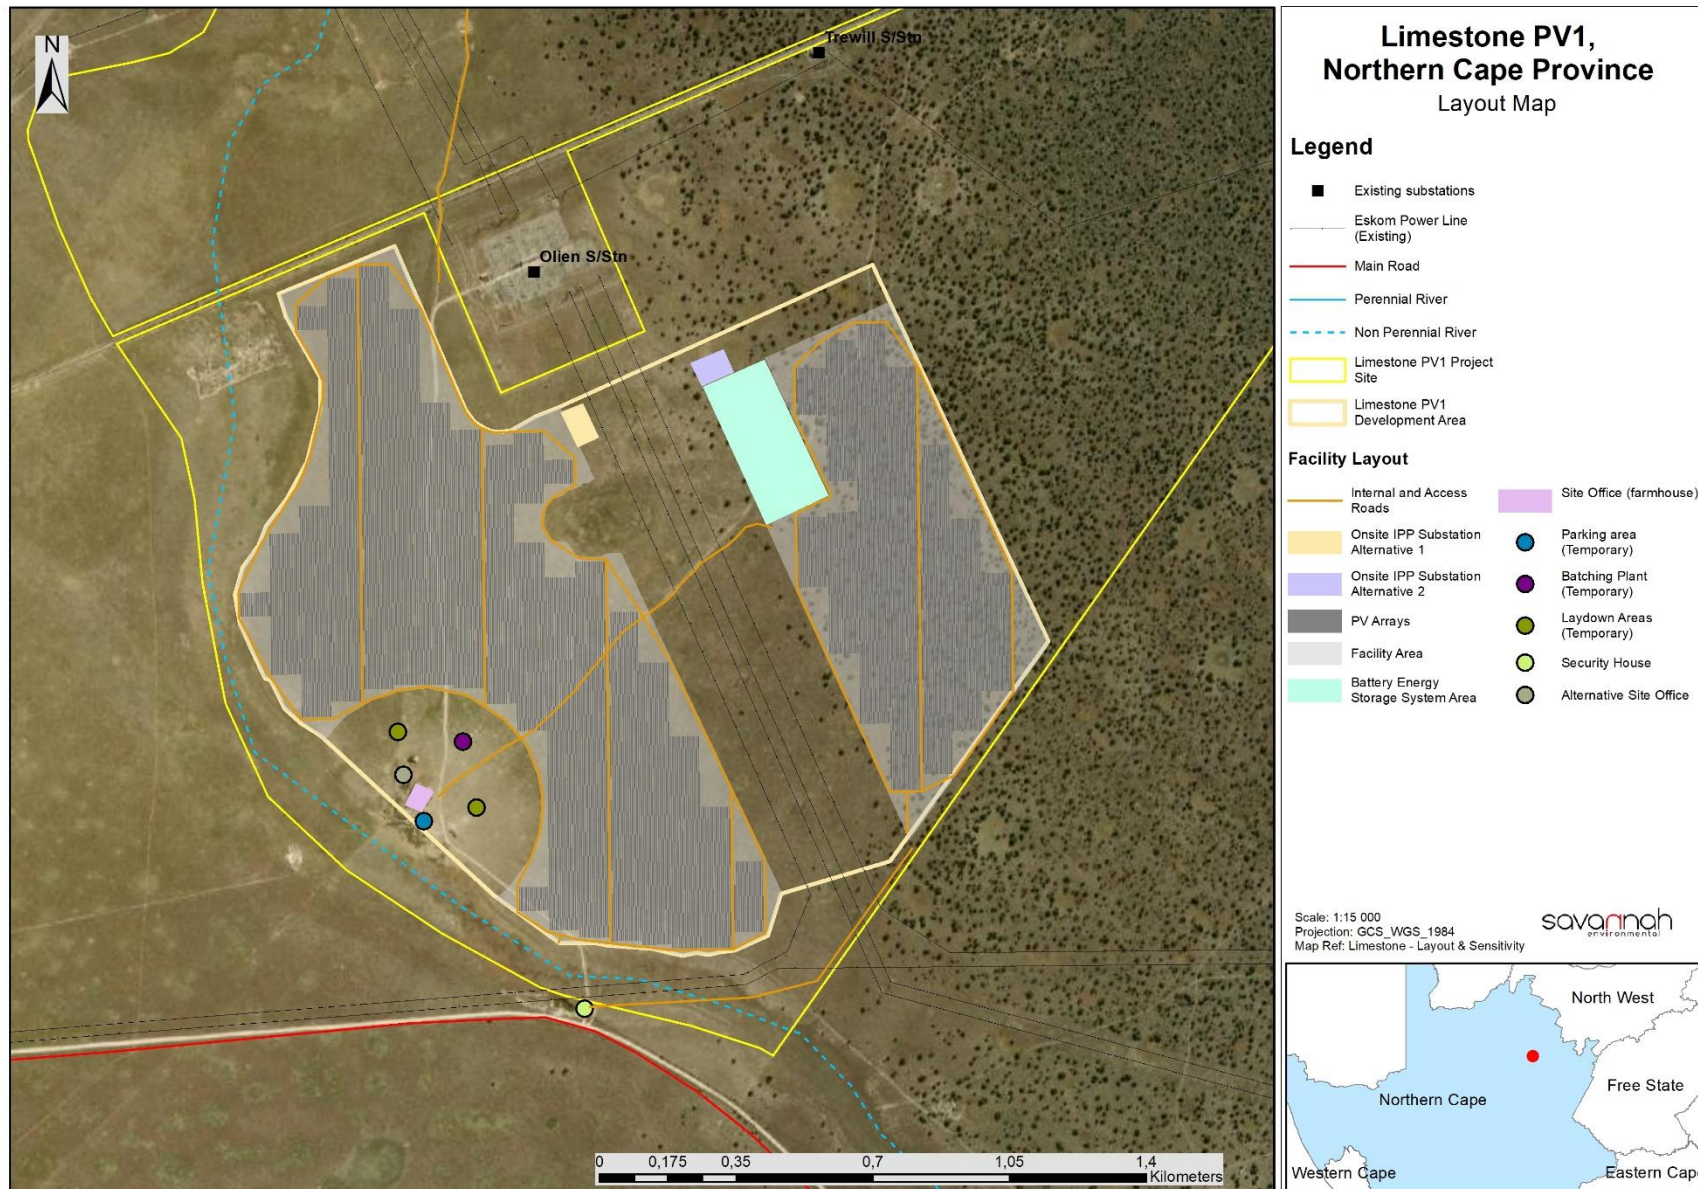 Limestone PV1,
Northern Cape Province
Layout Map
N
Trewill S/Stn
Olien S/Stn
Legend
Existing substations
Eskom Power Line
(Existing)
Main Road
Perennial River
Non Perennial River
Limestone PV1 Project
Site
Limestone PV1
Development Area
Facility Layout
Internal and Access
Roads
Onsite IPP Substation
Alternative 1
Onsite IPP Substation
Alternative 2
PV Arrays
Facility Area
Battery Energy
Storage System Area
Site Office (farmhouse)
Parking area
(Temporary)
Batching Plant
(Temporary)
Laydown Areas
(Temporary)
Security House
Alternative Site Office
Scale: 1:15 000
Projection: GCS_WGS_1984
Map Ref: Limestone - Layout & Sensitivity
savannah
environmental
North West
Free State
Northern Cape
Western Cape
Eastern Cape
0 0,175 0,35 0,7 1,05 1,4
Kilometers